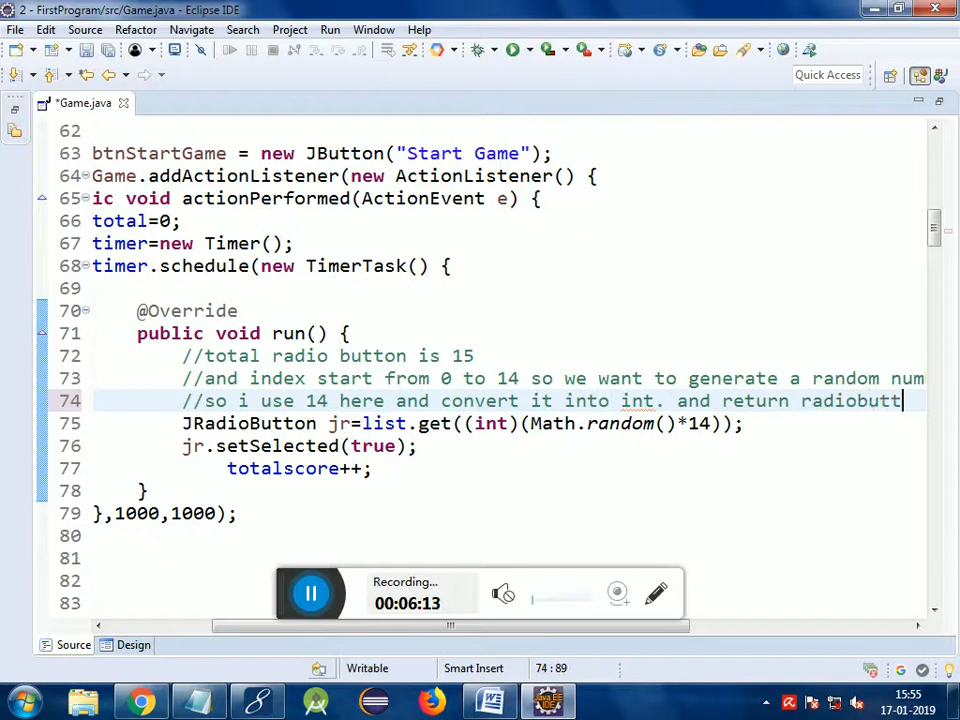 2 - FirstProgram/src/Game.java - Eclipse IDE
File Edit Source Refactor Navigate Search Project Run Window Help
Quick Access
*Game.java
62
63 btnStartGame = new JButton("Start Game");
64 Game.addActionListener(new ActionListener() {
65 ic void actionPerformed(ActionEvent e) {
66 total=0;
67 timer=new Timer();
68 timer.schedule(new TimerTask() {
69
70 @Override
71 public void run() {
72 //total radio button is 15
73 //and index start from 0 to 14 so we want to generate a random num
74 //so i use 14 here and convert it into int. and return radiobutt
75 JRadioButton jr=list.get((int)(Math.random()*14));
76 jr.setSelected(true);
77 totalscore++;
78 }
79 },1000,1000);
80
81
82
83
Recording...
00:06:13
Source Design
Writable Smart Insert 74 : 89
15:55
17-01-2019